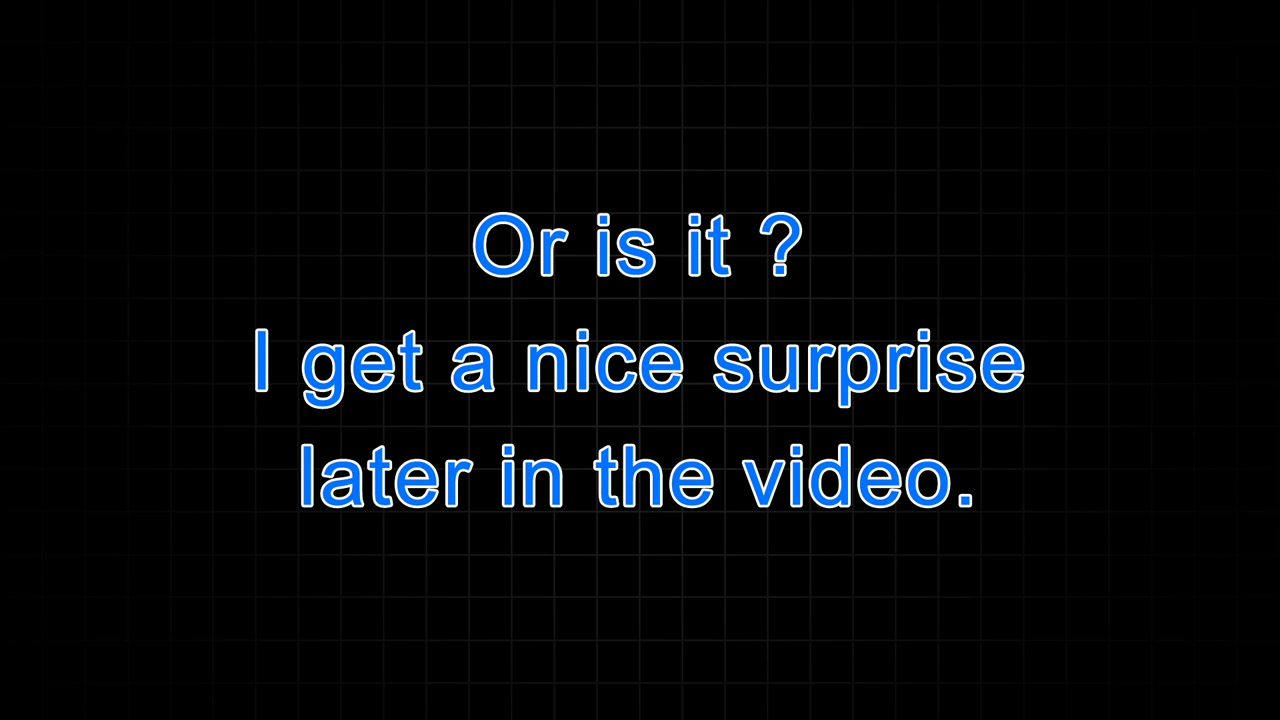 Or is it ?
I get a nice surprise
later in the video.